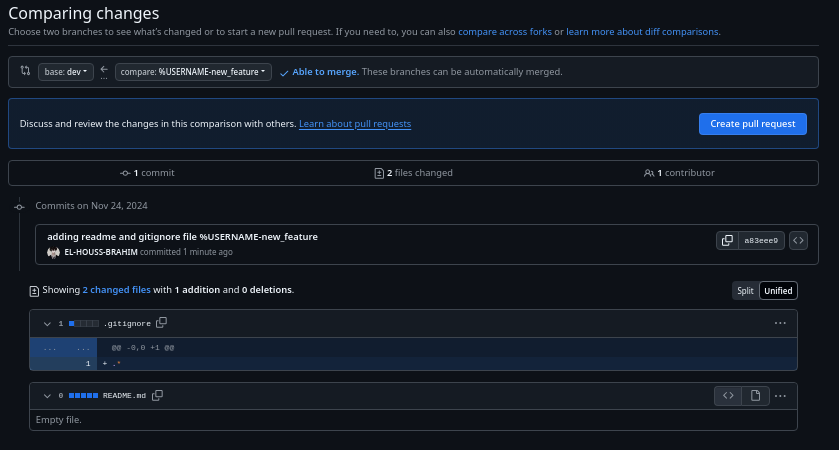 Comparing changes
Choose two branches to see what's changed or to start a new pull request. If you need to, you can also compare across forks or learn more about diff comparisons.
base: dev ... compare: %USERNAME-new_feature Able to merge. These branches can be automatically merged.
Discuss and review the changes in this comparison with others. Learn about pull requests Create pull request
1 commit 2 files changed 1 contributor
Commits on Nov 24, 2024
adding readme and gitignore file %USERNAME-new_feature
a83eee9
EL-HOUSS-BRAHIM committed 1 minute ago
Showing 2 changed files with 1 addition and 0 deletions. Split Unified
1 .gitignore ...
... ... @@ -0,0 +1 @@
1 + .*
0 README.md ...
Empty file.